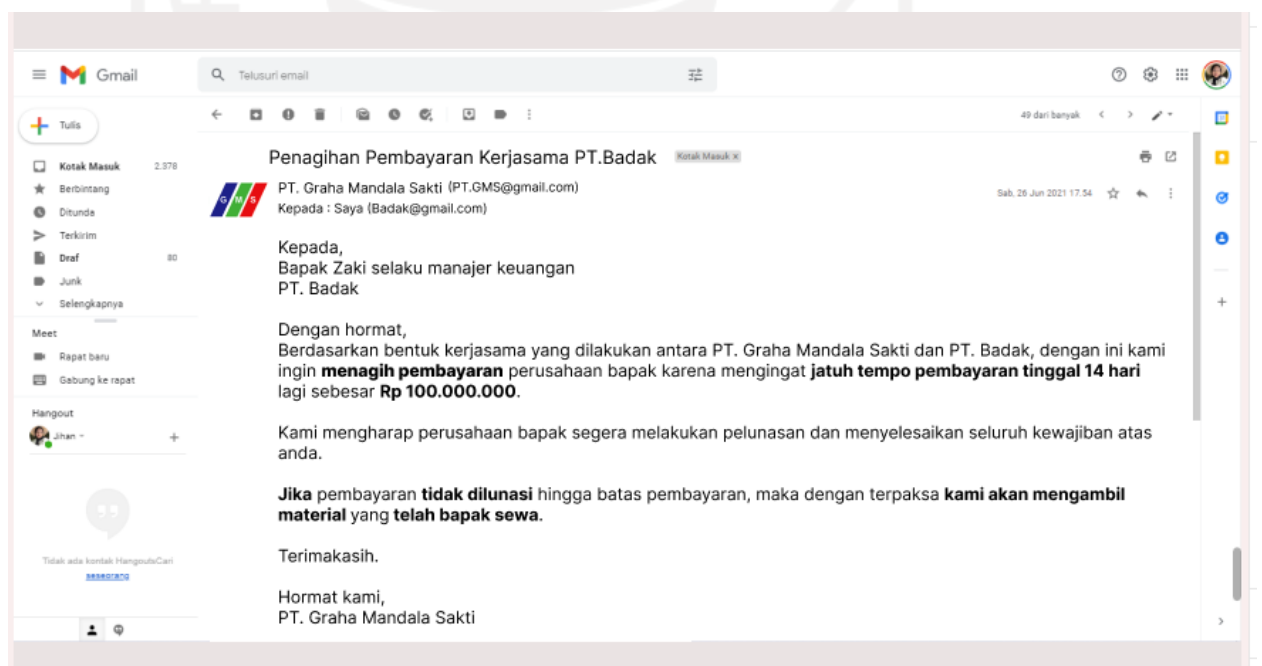 Gmail
Telusuri email
Tulis
49 dari banyak
Kotak Masuk 2.378
Berbintang
Ditunda
Terkirim
Draf 80
Junk
Selengkapnya
Meet
Rapat baru
Gabung ke rapat
Hangout
Jihan
Tidak ada kontak HangoutsCari
seseorang
Penagihan Pembayaran Kerjasama PT.Badak Kotak Masuk x
G M S
PT. Graha Mandala Sakti (PT.GMS@gmail.com)
Sab, 26 Jun 2021 17.54
Kepada : Saya (Badak@gmail.com)
Kepada,
Bapak Zaki selaku manajer keuangan
PT. Badak
Dengan hormat,
Berdasarkan bentuk kerjasama yang dilakukan antara PT. Graha Mandala Sakti dan PT. Badak, dengan ini kami
ingin menagih pembayaran perusahaan bapak karena mengingat jatuh tempo pembayaran tinggal 14 hari
lagi sebesar Rp 100.000.000.
Kami mengharap perusahaan bapak segera melakukan pelunasan dan menyelesaikan seluruh kewajiban atas
anda.
Jika pembayaran tidak dilunasi hingga batas pembayaran, maka dengan terpaksa kami akan mengambil
material yang telah bapak sewa.
Terimakasih.
Hormat kami,
PT. Graha Mandala Sakti